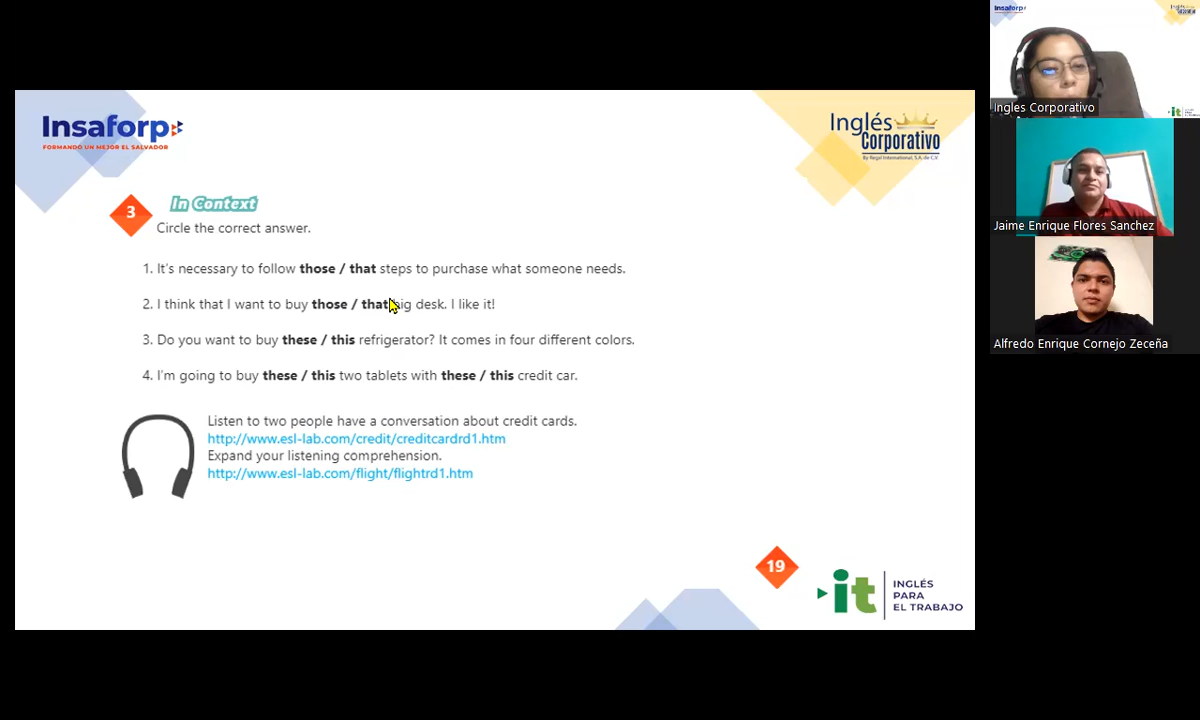 Insaforp
FORMANDO UN MEJOR EL SALVADOR
Inglés
Corporativo
By Regal International, S.A. de C.V.
3
In Context
Circle the correct answer.
1. It's necessary to follow those / that steps to purchase what someone needs.
2. I think that I want to buy those / that big desk. I like it!
3. Do you want to buy these / this refrigerator? It comes in four different colors.
4. I'm going to buy these / this two tablets with these / this credit car.
Listen to two people have a conversation about credit cards.
http://www.esl-lab.com/credit/creditcardrd1.htm
Expand your listening comprehension.
http://www.esl-lab.com/flight/flightrd1.htm
19
it
INGLÉS
PARA
EL TRABAJO
Insaforp
Inglés
Corporativo
Ingles Corporativo
it
Jaime Enrique Flores Sanchez
Alfredo Enrique Cornejo Zeceña